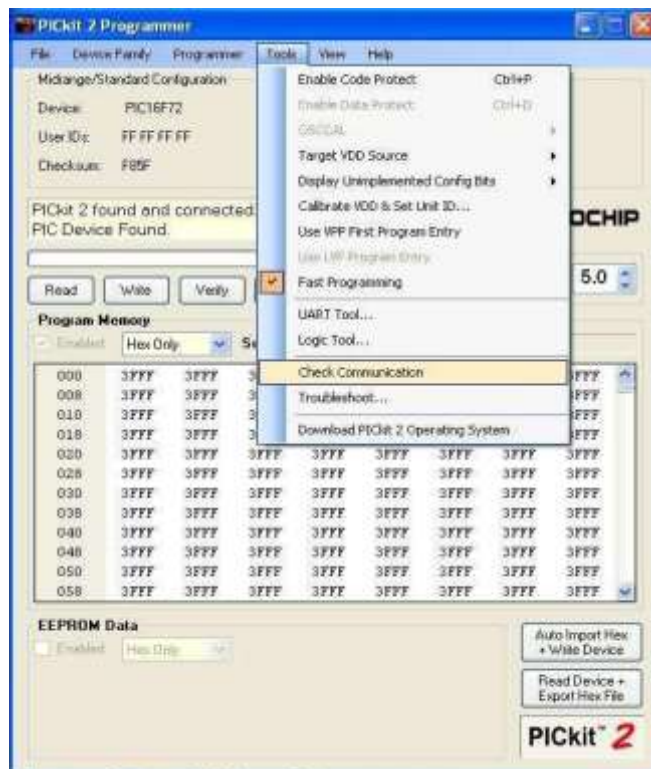 PICkit 2 Programmer
File Device Family Programmer Tools View Help
Midrange/Standard Configuration
Device: PIC16F72
User IDs: FF FF FF FF
Checksum: F85F
PICkit 2 found and connected.
PIC Device Found.
Enable Code Protect Ctrl+P
Enable Data Protect Ctrl+D
OSCCAL
Target VDD Source
Display Unimplemented Config Bits
Calibrate VDD & Set Unit ID...
Use VPP First Program Entry
Use LVP Program Entry
Fast Programming
UART Tool...
Logic Tool...
Check Communication
Troubleshoot...
Download PICkit 2 Operating System
OCHIP
5.0
Read Write Verify
Program Memory
Enabled Hex Only
000 3FFF 3FFF
008 3FFF 3FFF
010 3FFF 3FFF
018 3FFF 3FFF
020 3FFF 3FFF 3FFF 3FFF 3FFF 3FFF 3FFF 3FFF
028 3FFF 3FFF 3FFF 3FFF 3FFF 3FFF 3FFF 3FFF
030 3FFF 3FFF 3FFF 3FFF 3FFF 3FFF 3FFF 3FFF
038 3FFF 3FFF 3FFF 3FFF 3FFF 3FFF 3FFF 3FFF
040 3FFF 3FFF 3FFF 3FFF 3FFF 3FFF 3FFF 3FFF
048 3FFF 3FFF 3FFF 3FFF 3FFF 3FFF 3FFF 3FFF
050 3FFF 3FFF 3FFF 3FFF 3FFF 3FFF 3FFF 3FFF
058 3FFF 3FFF 3FFF 3FFF 3FFF 3FFF 3FFF 3FFF
EEPROM Data
Enabled Hex Only
Auto Import Hex
+ Write Device
Read Device +
Export Hex File
PICkit™ 2